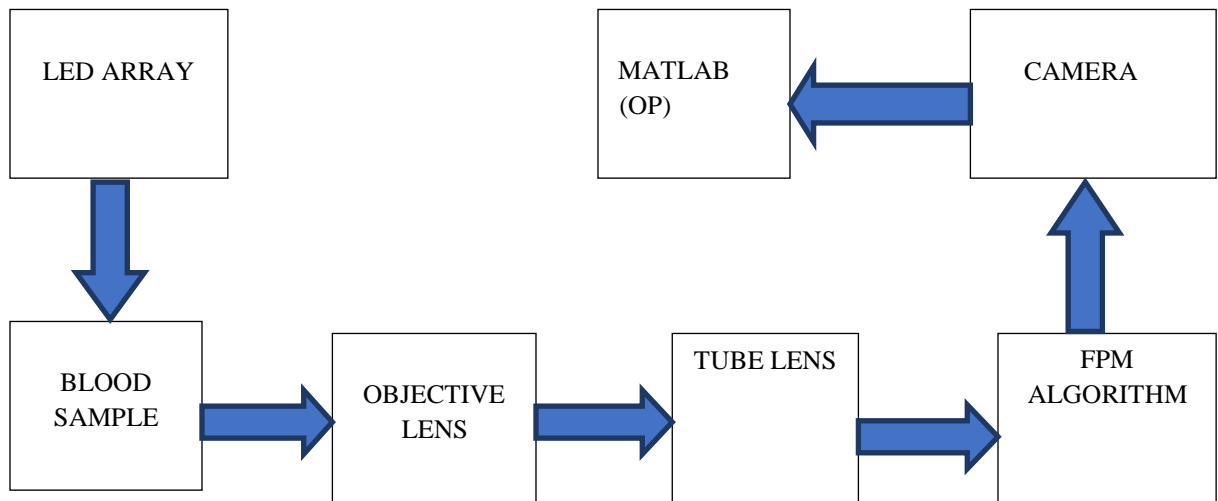 LED ARRAY
MATLAB
(OP)
CAMERA
BLOOD
SAMPLE
OBJECTIVE
LENS
TUBE LENS
FPM
ALGORITHM